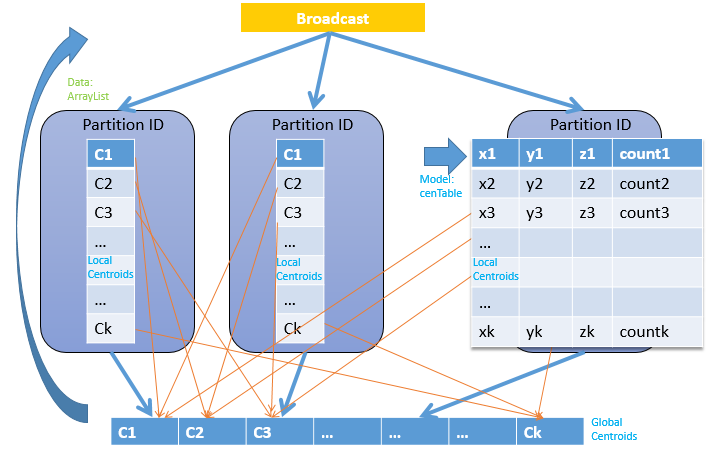 Broadcast
Data:
ArrayList
Partition ID
C1
C2
C3
...
Local
Centroids
...
Ck
Partition ID
C1
C2
C3
...
Local
Centroids
...
Ck
Partition ID
Model:
cenTable
x1 y1 z1 count1
x2 y2 z2 count2
x3 y3 z3 count3
...
Local
Centroids
...
xk yk zk countk
C1 C2 C3 ... ... ... Ck
Global
Centroids